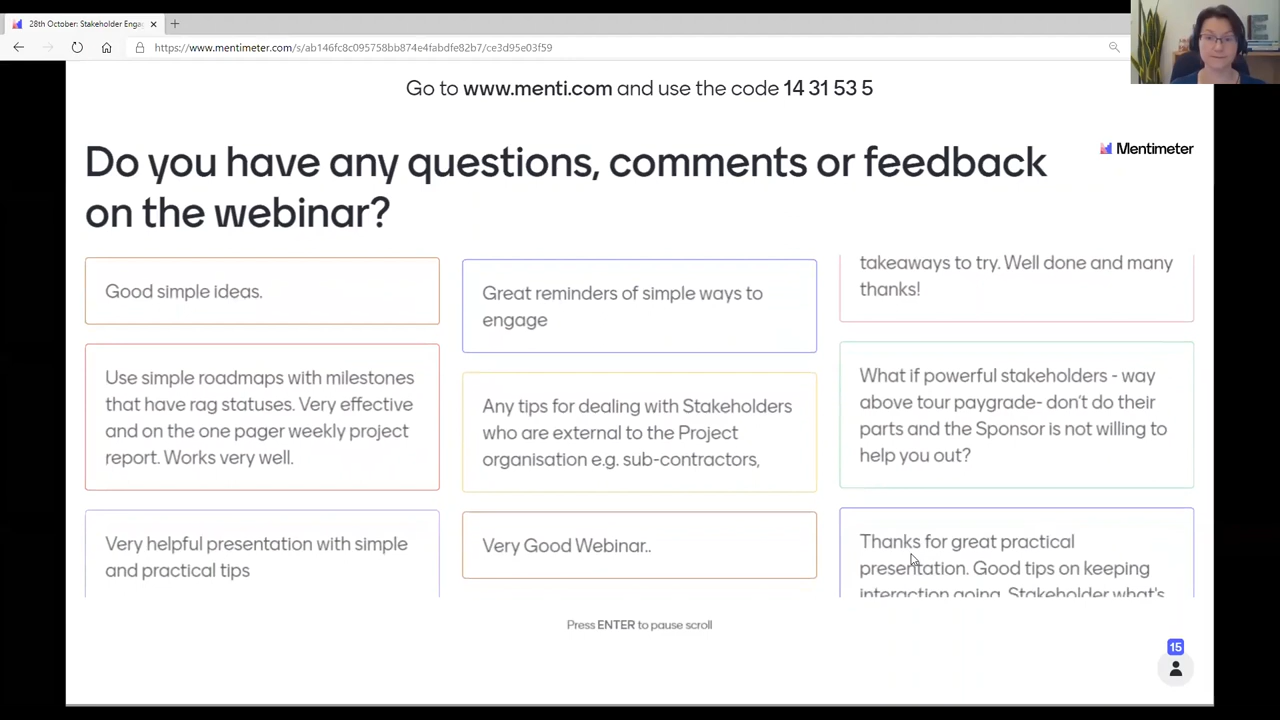 28th October: Stakeholder Enga
https://www.mentimeter.com/s/ab146fc8c095758bb874e4fabdfe82b7/ce3d95e03f59
Go to www.menti.com and use the code 14 31 53 5
Do you have any questions, comments or feedback
on the webinar?
Mentimeter
Good simple ideas.
Use simple roadmaps with milestones
that have rag statuses. Very effective
and on the one pager weekly project
report. Works very well.
Very helpful presentation with simple
and practical tips
Great reminders of simple ways to
engage
Any tips for dealing with Stakeholders
who are external to the Project
organisation e.g. sub-contractors,
Very Good Webinar..
takeaways to try. Well done and many
thanks!
What if powerful stakeholders - way
above tour paygrade- don't do their
parts and the Sponsor is not willing to
help you out?
Thanks for great practical
presentation. Good tips on keeping
interaction going. Stakeholder what's
Press ENTER to pause scroll
15